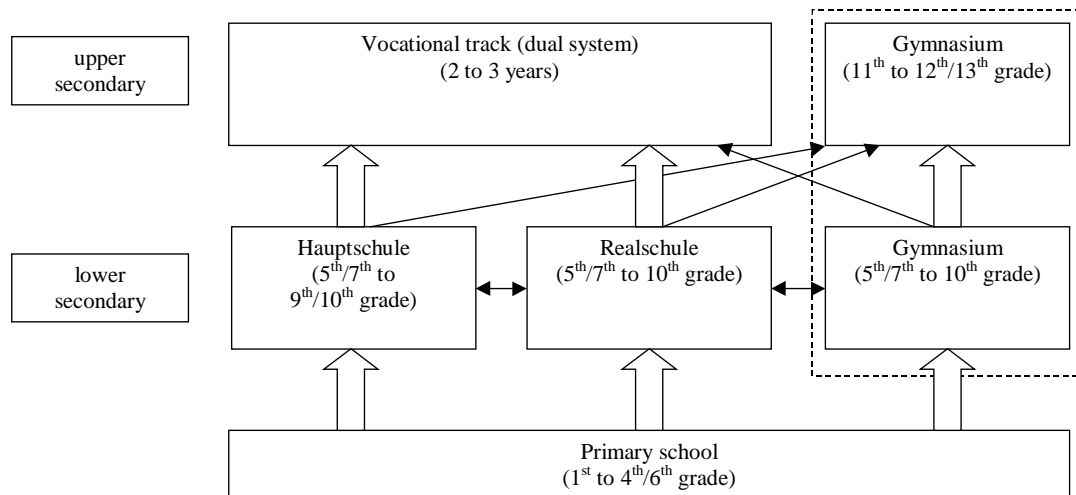 upper
secondary
Vocational track (dual system)
(2 to 3 years)
Gymnasium
(11th to 12th/13th grade)
lower
secondary
Hauptschule
(5th/7th to
9th/10th grade)
Realschule
(5th/7th to 10th grade)
Gymnasium
(5th/7th to 10th grade)
Primary school
(1st to 4th/6th grade)